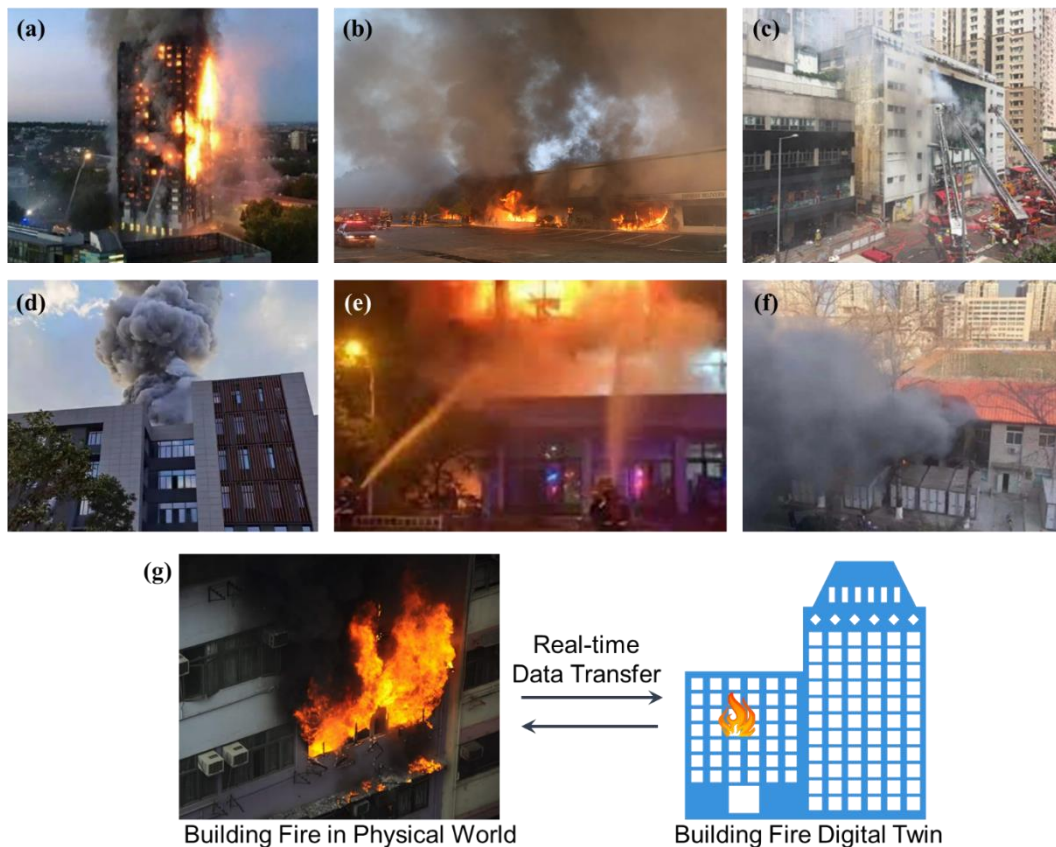 (a)
(b)
(c)
(d)
(e)
(f)
(g)
Real-time
Data Transfer
Building Fire in Physical World
Building Fire Digital Twin